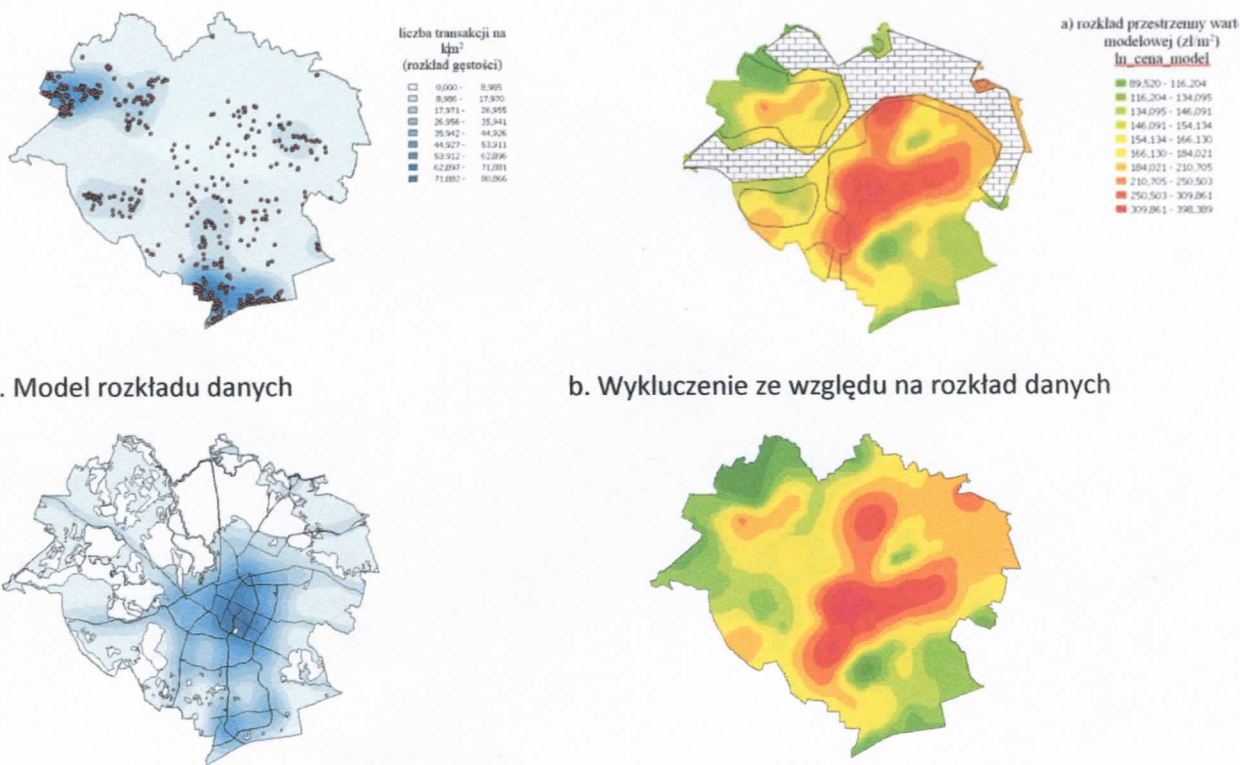 liczba transakcji na
km²
(rozkład gęstości)
0,000 - 8,985
8,986 - 17,970
17,971 - 26,955
26,956 - 35,941
35,942 - 44,926
44,927 - 53,911
53,912 - 62,896
62,897 - 71,881
71,882 - 80,866
a) rozkład przestrzenny wart
modelowej (zł/m²)
ln_cena_model
89,520 - 116,204
116,204 - 134,095
134,095 - 146,091
146,091 - 154,134
154,134 - 166,130
166,130 - 184,021
184,021 - 210,705
210,705 - 250,503
250,503 - 309,861
309,861 - 398,389
. Model rozkładu danych
b. Wykluczenie ze względu na rozkład danych